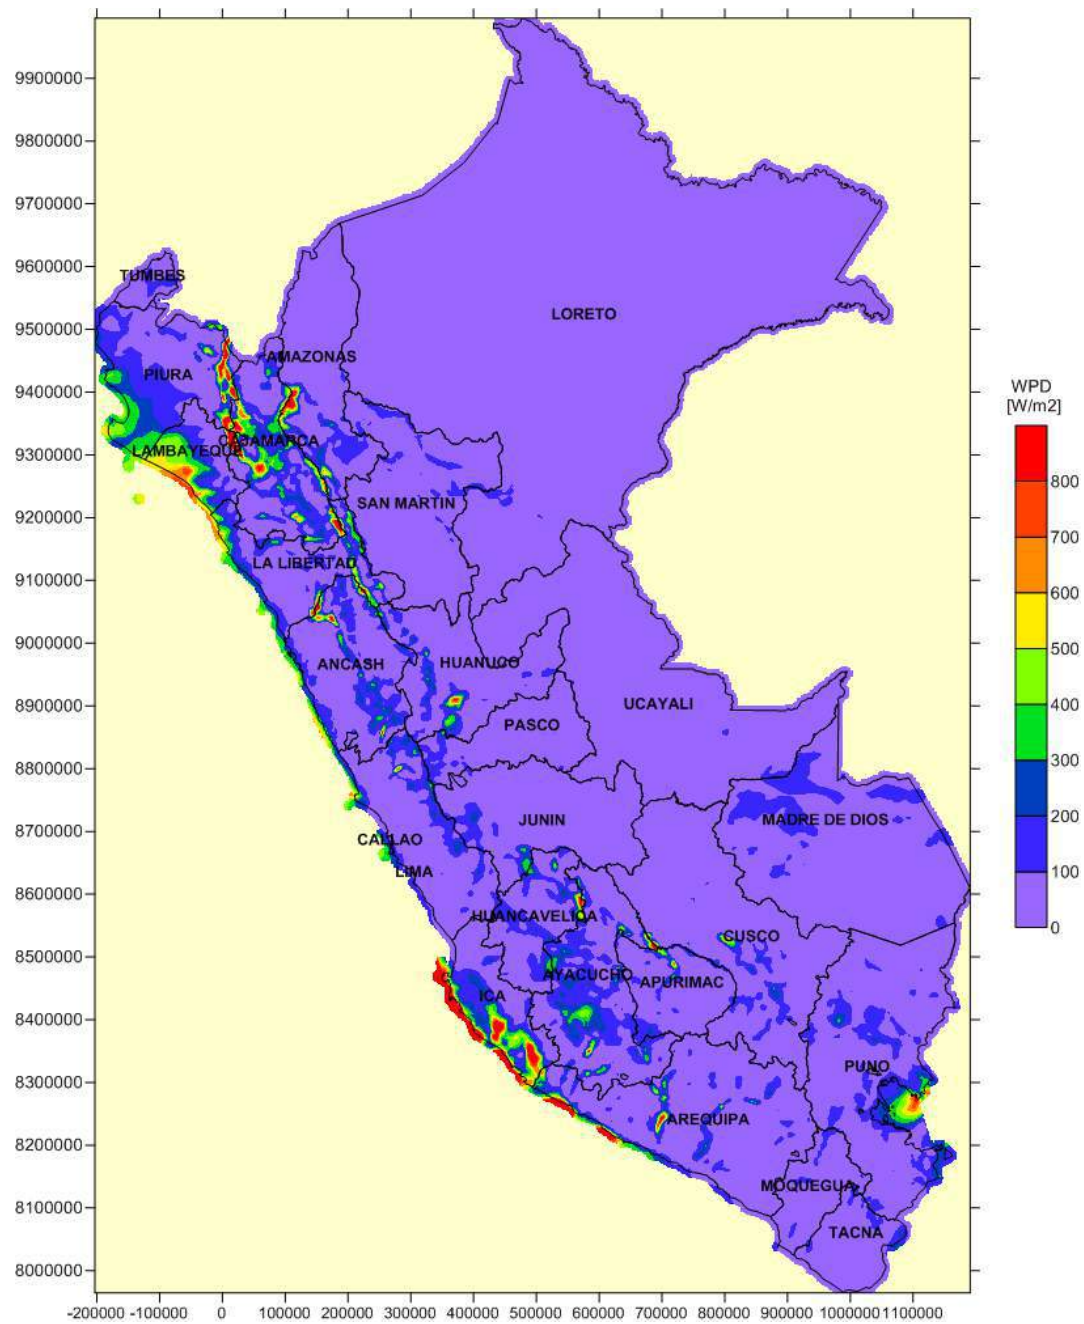 9900000
9800000
9700000
9600000
TUMBES
LORETO
9500000
AMAZONAS
PIURA
WPD
[W/m2]
9400000
CAJAMARCA
LAMBAYEQUE
9300000
800
SAN MARTIN
9200000
700
LA LIBERTAD
9100000
600
9000000
500
ANCASH
HUANUCO
UCAYALI
8900000
400
PASCO
8800000
300
JUNIN
MADRE DE DIOS
200
8700000
CALLAO
LIMA
100
8600000
HUANCAVELICA
0
CUSCO
8500000
AYACUCHO
APURIMAC
ICA
8400000
PUNO
8300000
AREQUIPA
8200000
MOQUEGUA
8100000
TACNA
8000000
-200000 -100000 0 100000 200000 300000 400000 500000 600000 700000 800000 900000 1000000 1100000